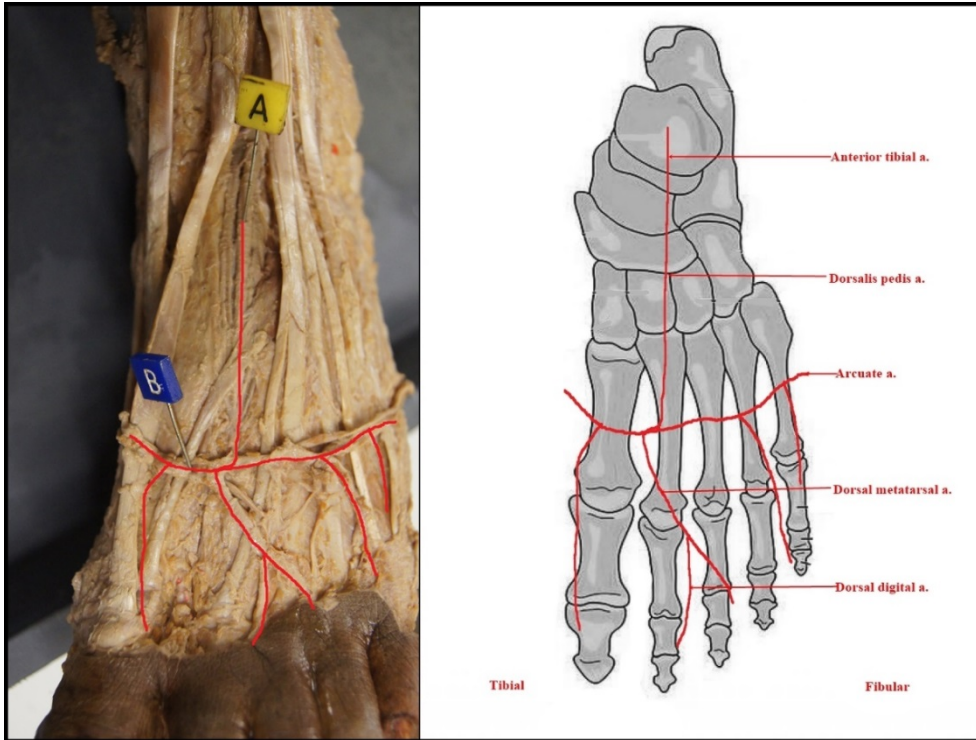 A
B
Anterior tibial a.
Dorsalis pedis a.
Arcuate a.
Dorsal metatarsal a.
Dorsal digital a.
Tibial
Fibular